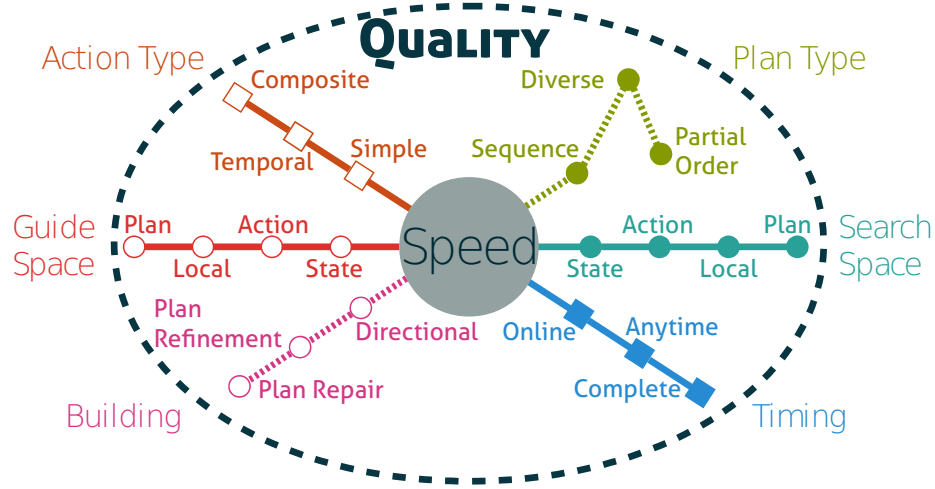 QUALITY
Action Type
Plan Type
Composite
Diverse
Temporal
Simple
Sequence
Partial
Order
Guide
Space
Plan
Action
Local
State
Speed
Action
Plan
State
Local
Search
Space
Plan
Refinement
Directional
Plan Repair
Building
Online
Anytime
Complete
Timing